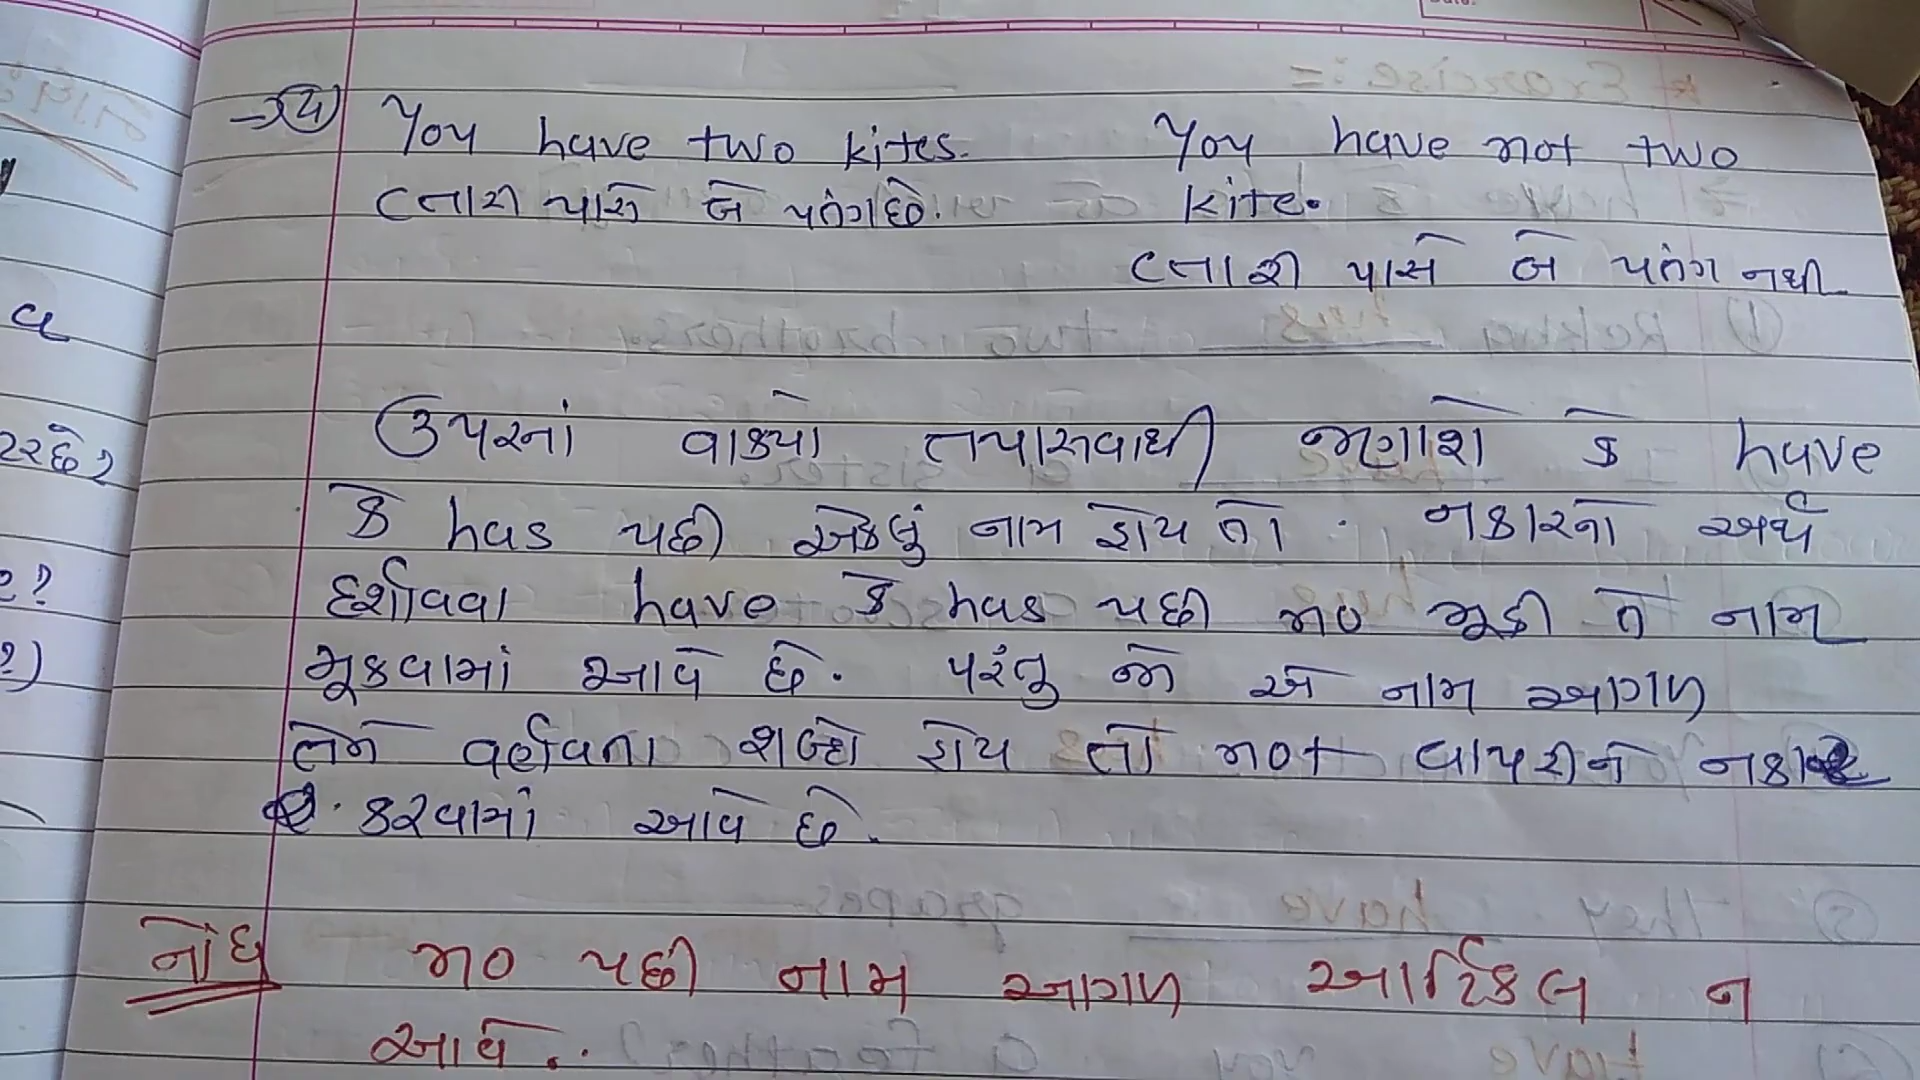 → ૪ You have two kites. You have not two
તારી પાસે બે પતંગ છે. kite.
તારી પાસે બે પતંગ નથી
ઉપરનાં વાક્યો તપાસવાથી જણાશે કે have
કે has પછી એકલું નામ હોય તો નકારનો અર્થ
દર્શાવવા have કે has પછી no મૂકી તે નામ
મૂકવામાં આવે છે. પરંતુ જો એ નામ આગળ
તેને વર્ણવતા શબ્દો હોય તો not વાપરીને નકાર
કરવામાં આવે છે.
નોંધ no પછી નામ આગળ આર્ટિકલ ન
આવે..